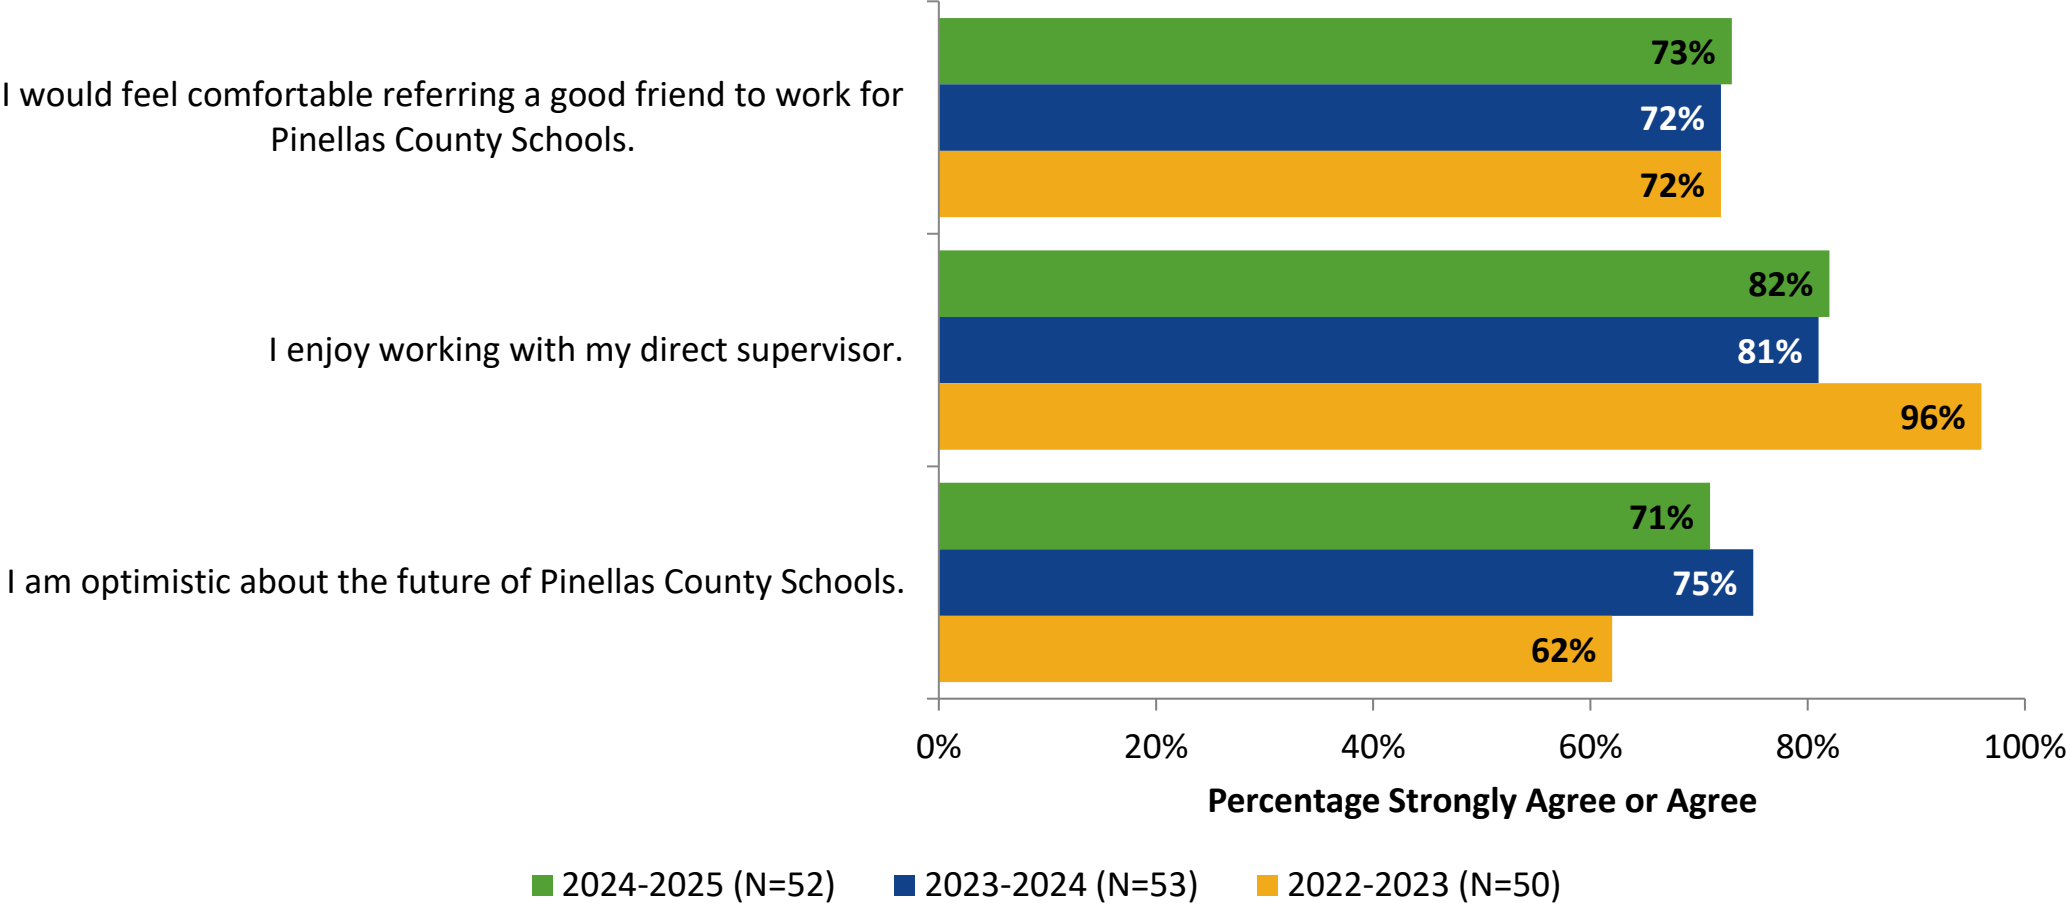 I would feel comfortable referring a good friend to work for
Pinellas County Schools.
73%
72%
72%
I enjoy working with my direct supervisor.
82%
81%
96%
I am optimistic about the future of Pinellas County Schools.
71%
75%
62%
0% 20% 40% 60% 80% 100%
Percentage Strongly Agree or Agree
2024-2025 (N=52) 2023-2024 (N=53) 2022-2023 (N=50)